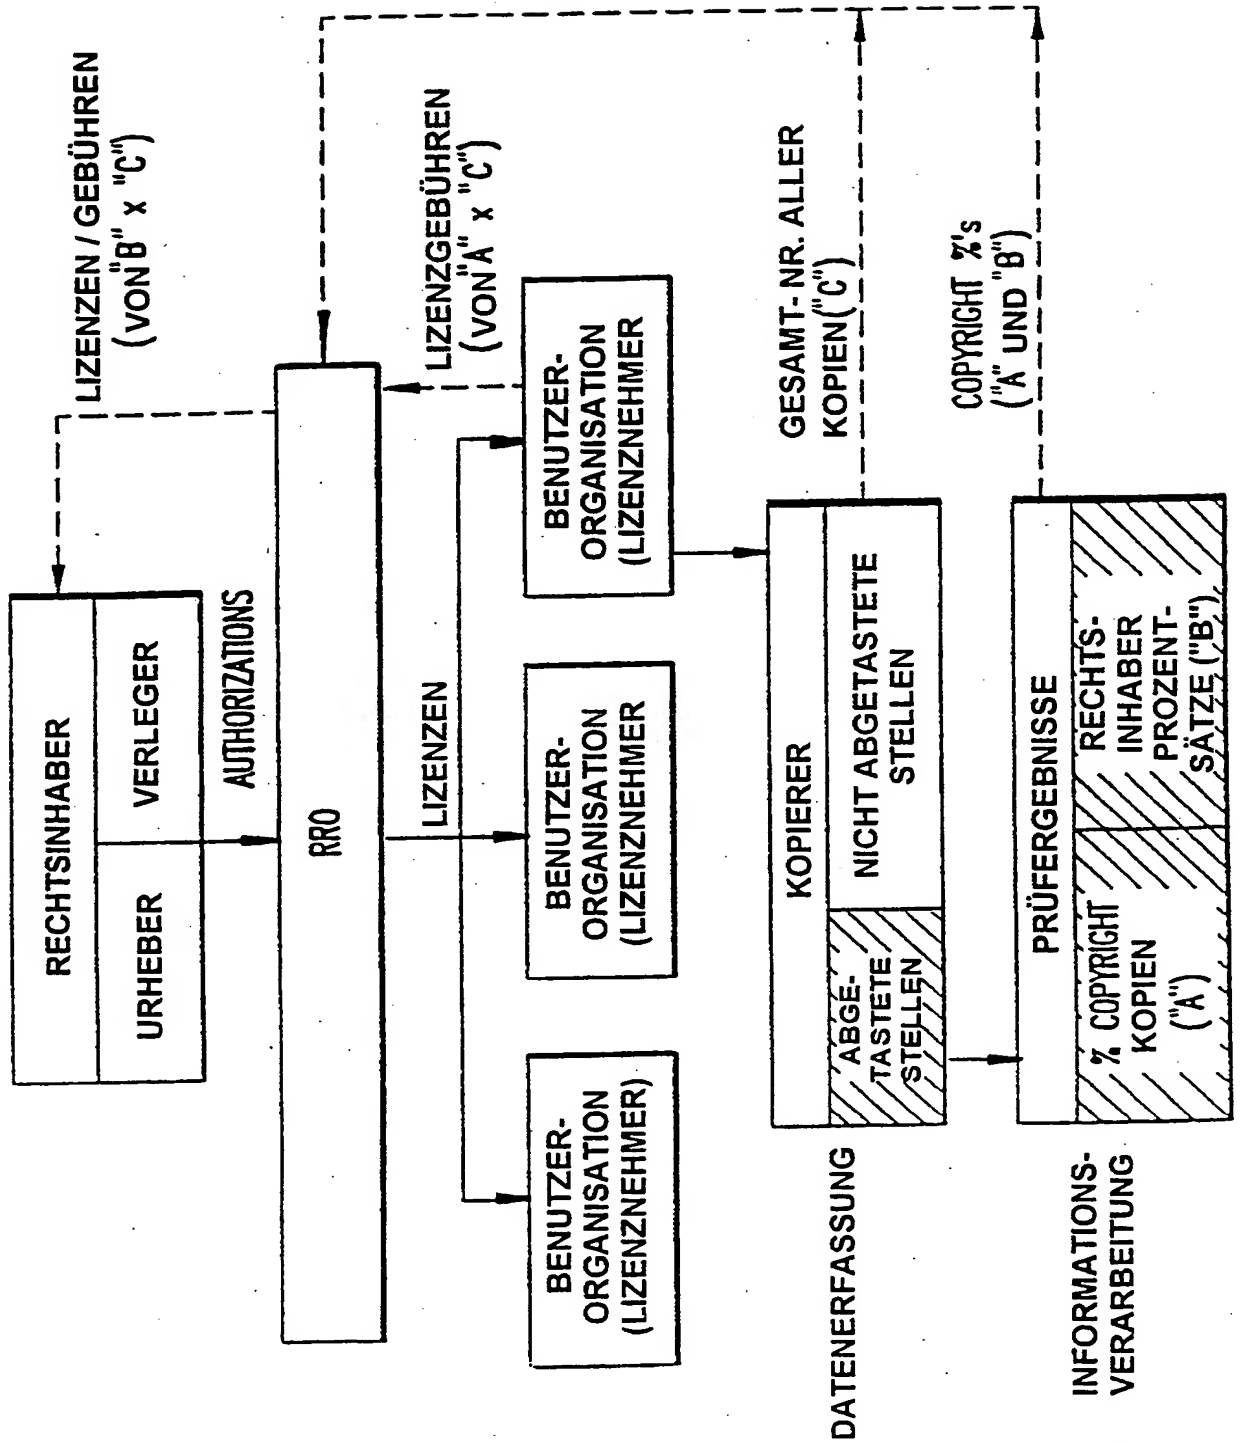 RECHTSINHABER
URHEBER
VERLEGER
LIZENZEN / GEBÜHREN
(VON"B" x "C")
AUTHORIZATIONS
RRO
LIZENZEN
LIZENZGEBÜHREN
(VON"A" x "C")
BENUTZER-
ORGANISATION
(LIZENZNEHMER)
BENUTZER-
ORGANISATION
(LIZENZNEHMER
BENUTZER-
ORGANISATION
(LIZENZNEHMER
DATENERFASSUNG
KOPIERER
ABGE-
TASTETE
STELLEN
NICHT ABGETASTETE
STELLEN
GESAMT- NR. ALLER
KOPIEN("C")
INFORMATIONS-
VERARBEITUNG
PRÜFERGEBNISSE
% COPYRIGHT
KOPIEN
("A")
RECHTS-
INHABER
PROZENT-
SÄTZE ("B")
COPYRIGHT %'s
("A" UND "B")